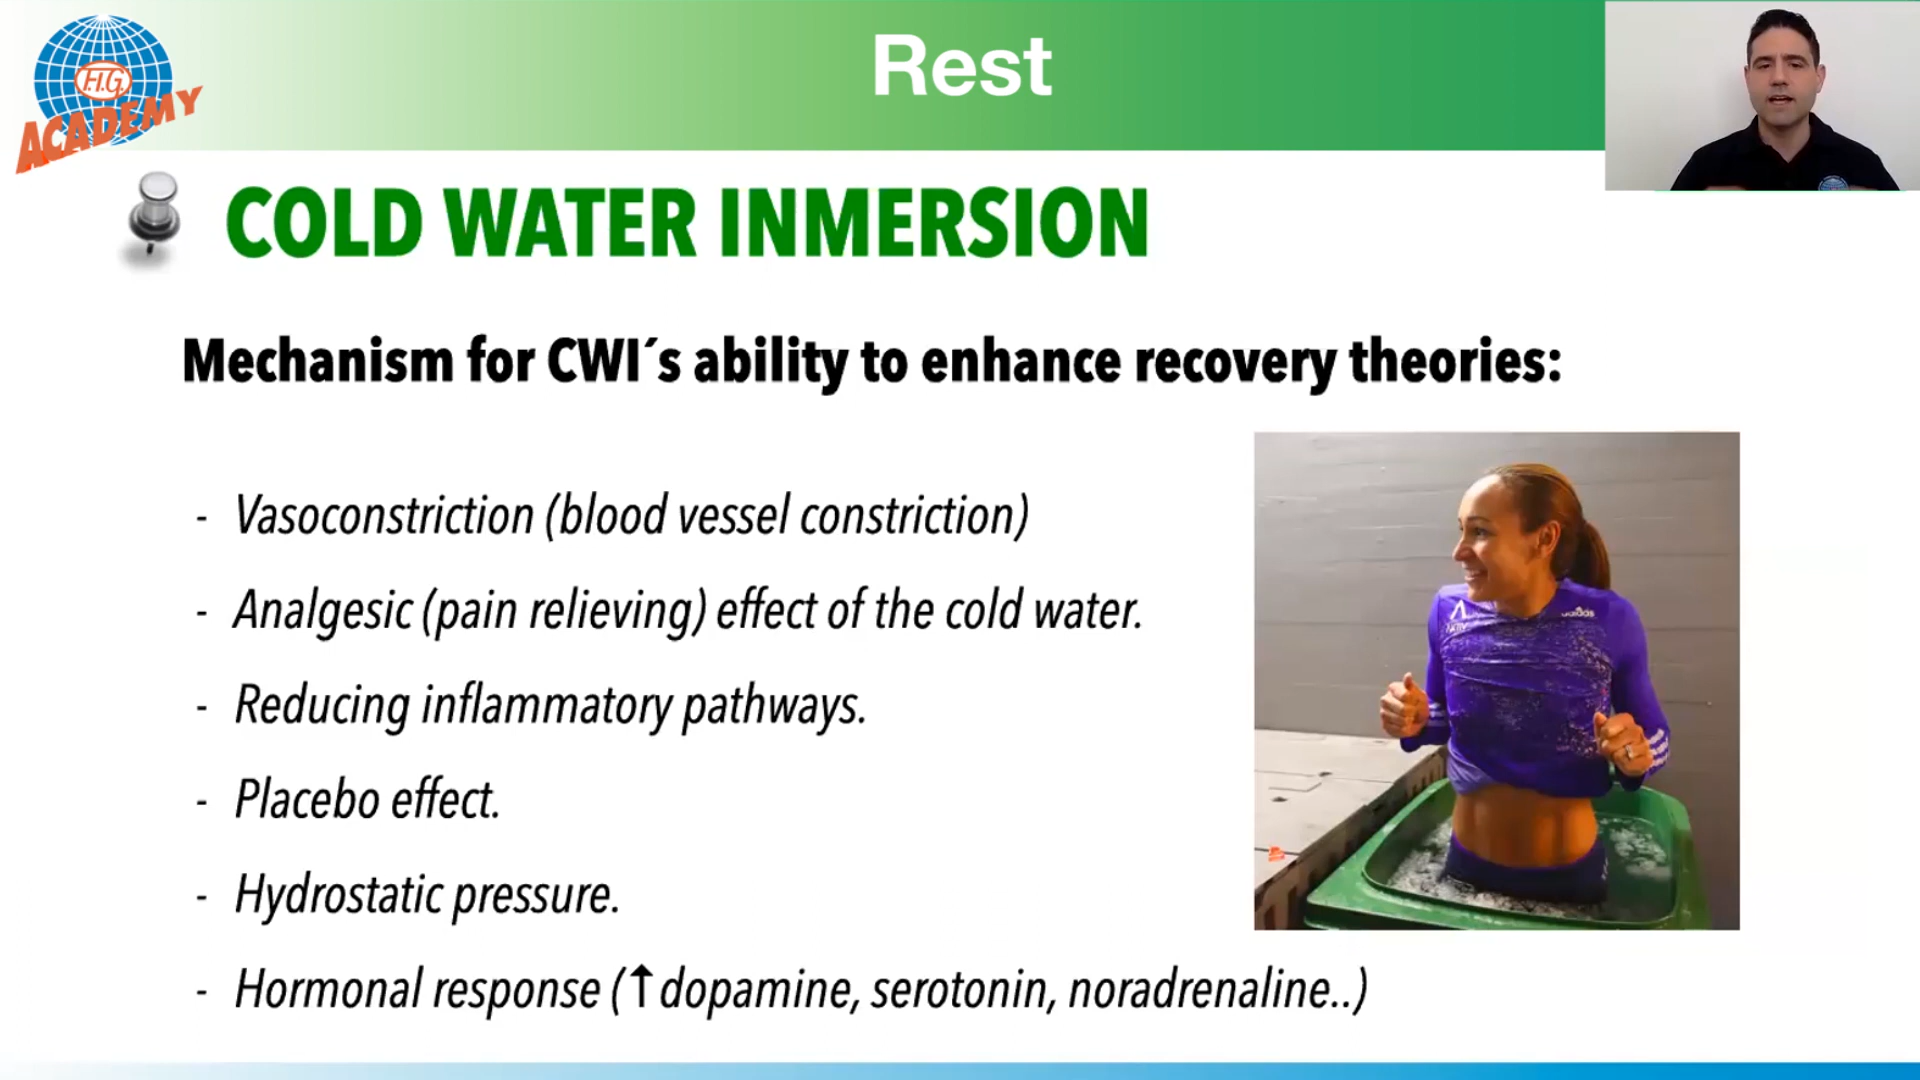 F.I.G.
ACADEMY
Rest
COLD WATER INMERSION
Mechanism for CWI´s ability to enhance recovery theories:
- Vasoconstriction (blood vessel constriction)
- Analgesic (pain relieving) effect of the cold water.
- Reducing inflammatory pathways.
- Placebo effect.
- Hydrostatic pressure.
- Hormonal response (↑dopamine, serotonin, noradrenaline..)
adidas